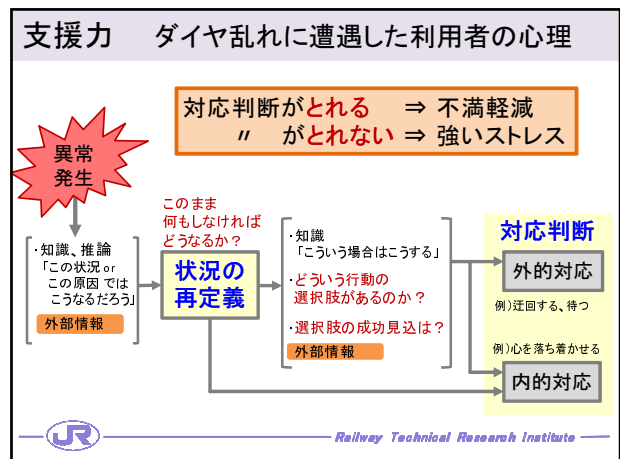 支援力　ダイヤ乱れに遭遇した利用者の心理
対応判断がとれる ⇒ 不満軽減
〃 がとれない ⇒ 強いストレス
異常
発生
このまま
何もしなければ
どうなるか？
・知識、推論
「この状況 or
この原因 では
こうなるだろう」
外部情報
状況の
再定義
・知識
「こういう場合はこうする」
・どういう行動の
選択肢があるのか？
・選択肢の成功見込は？
外部情報
対応判断
外的対応
例）迂回する、待つ
例）心を落ち着かせる
内的対応
JR
Railway Technical Research Institute